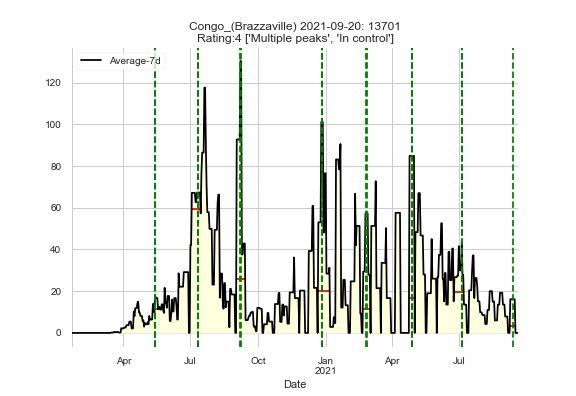 Congo_(Brazzaville) 2021-09-20: 13701
Rating:4 ['Multiple peaks', 'In control']
Average-7d
120
100
80
60
40
20
0
Apr
Jul
Oct
Jan
2021
Apr
Jul
Date